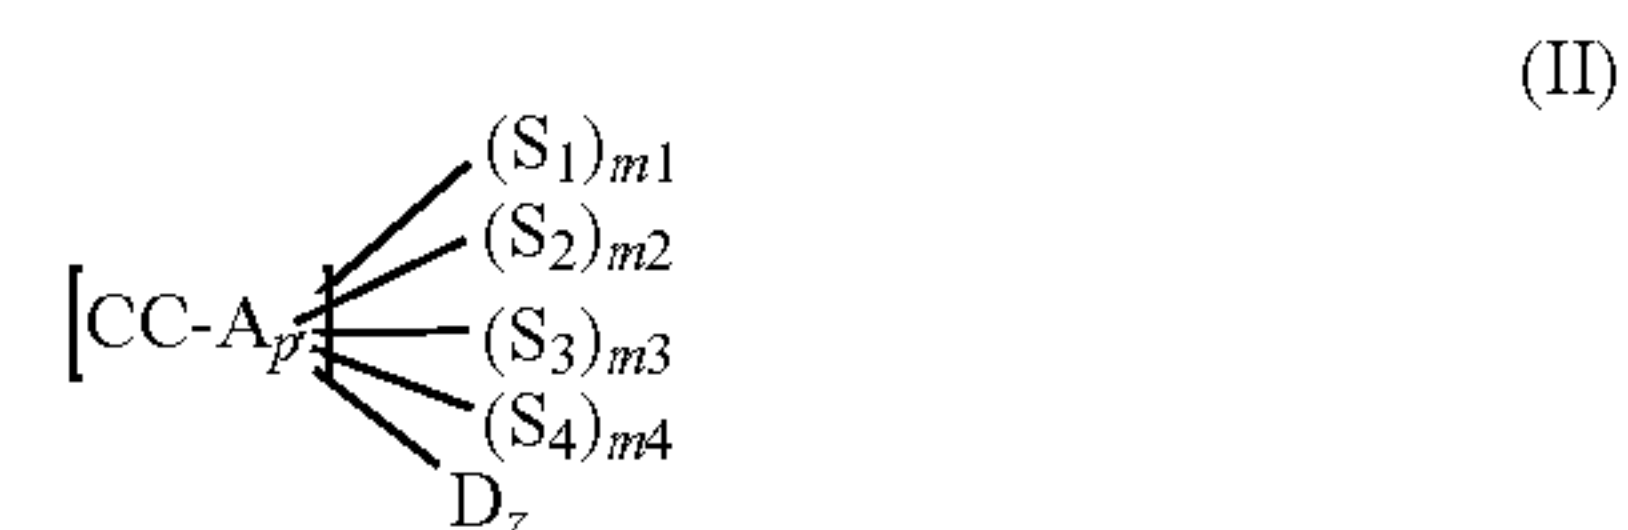 (II)
(S1)m1
(S2)m2
[CC-Ap]
(S3)m3
(S4)m4
Dz